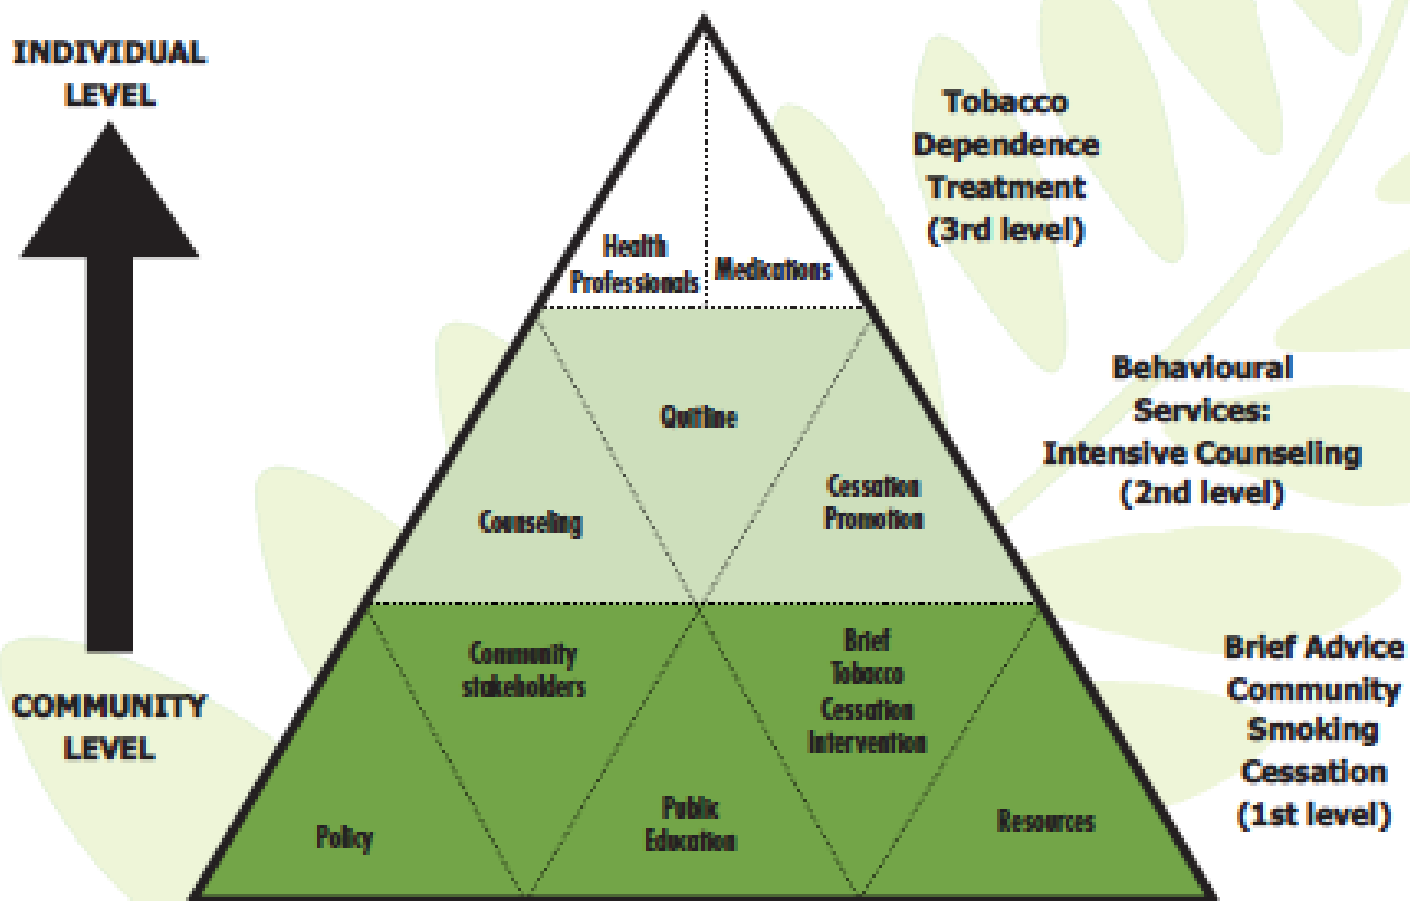 INDIVIDUAL
LEVEL
Tobacco
Dependence
Treatment
(3rd level)
Health
Professionals
Medications
Behavioural
Services:
Intensive Counseling
(2nd level)
Quitline
Cessation
Promotion
Counseling
COMMUNITY
LEVEL
Community
stakeholders
Brief
Tobacco
Cessation
Intervention
Brief Advice
Community
Smoking
Cessation
(1st level)
Policy
Public
Education
Resources